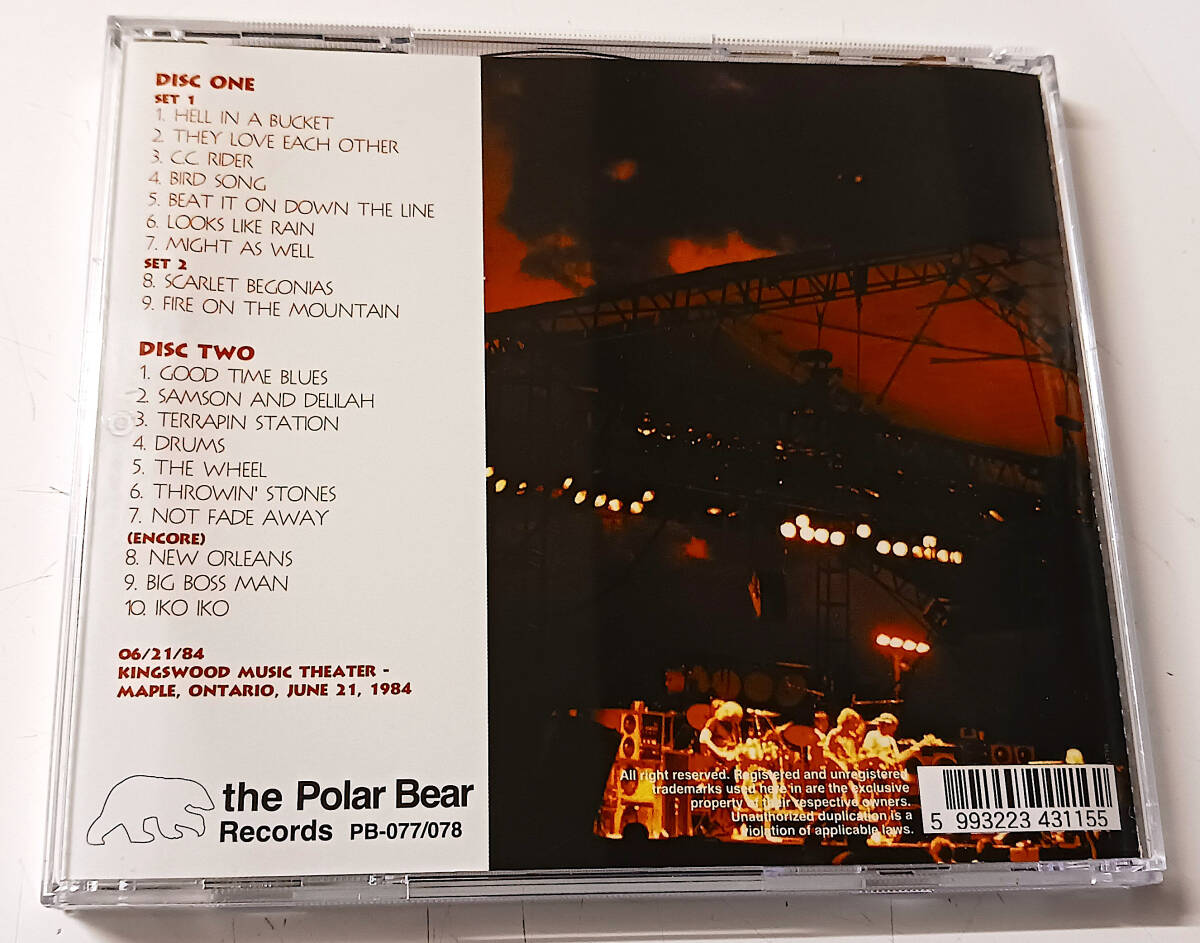 DISC ONE
SET 1
1. HELL IN A BUCKET
2. THEY LOVE EACH OTHER
3. C.C. RIDER
4. BIRD SONG
5. BEAT IT ON DOWN THE LINE
6. LOOKS LIKE RAIN
7. MIGHT AS WELL
SET 2
8. SCARLET BEGONIAS
9. FIRE ON THE MOUNTAIN
DISC TWO
1. GOOD TIME BLUES
2. SAMSON AND DELILAH
3. TERRAPIN STATION
4. DRUMS
5. THE WHEEL
6. THROWIN' STONES
7. NOT FADE AWAY
(ENCORE)
8. NEW ORLEANS
9. BIG BOSS MAN
10. IKO IKO
06/21/84
KINGSWOOD MUSIC THEATER -
MAPLE, ONTARIO, JUNE 21, 1984
the Polar Bear
Records PB-077/078
All right reserved. Registered and unregistered
trademarks used here in are the exclusive
property of their respective owners.
Unauthorized duplication is a
violation of applicable laws.
5 993223 431155